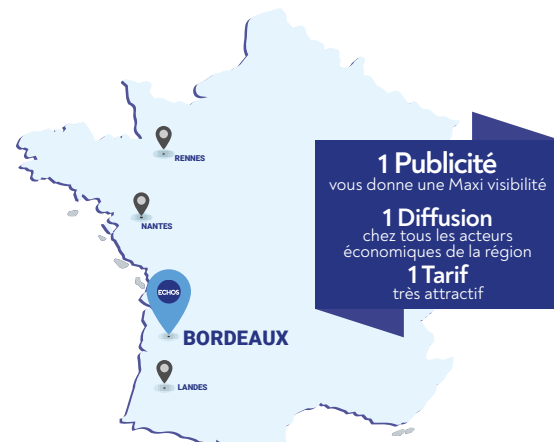 RENNES
1 Publicité
vous donne une Maxi visibilité
NANTES
1 Diffusion
chez tous les acteurs
économiques de la région
1 Tarif
très attractif
ECHOS
BORDEAUX
LANDES